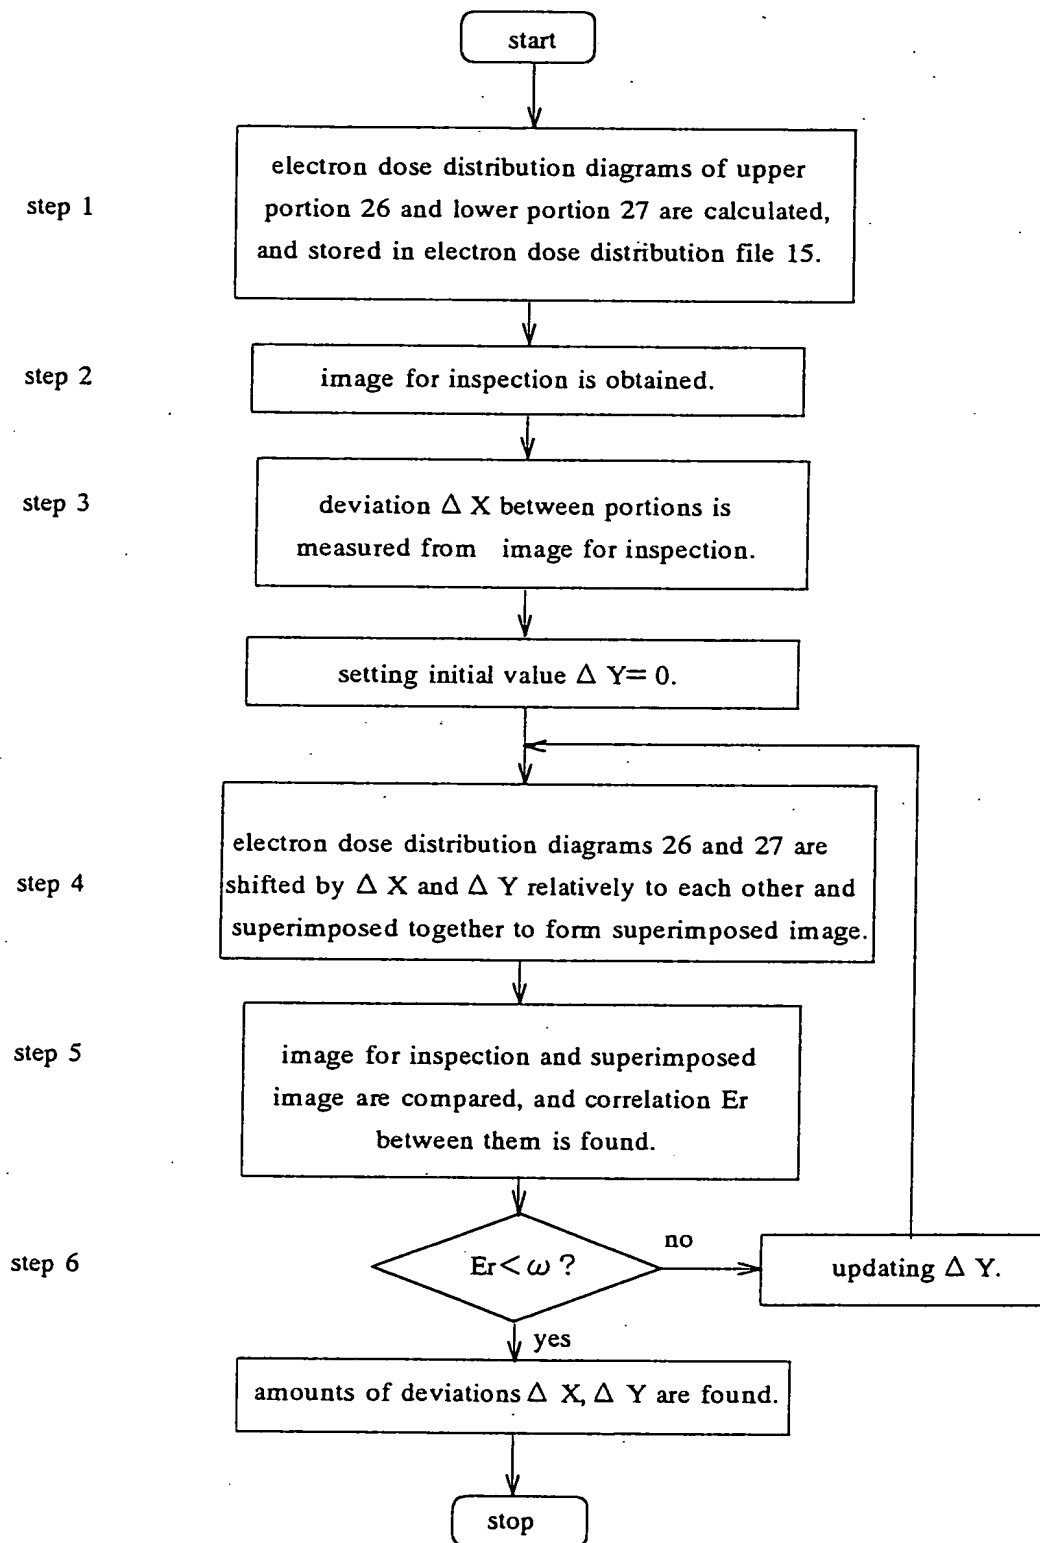 start
step 1
electron dose distribution diagrams of upper
portion 26 and lower portion 27 are calculated,
and stored in electron dose distribution file 15.
step 2
image for inspection is obtained.
step 3
deviation Δ X between portions is
measured from image for inspection.
setting initial value Δ Y= 0.
step 4
electron dose distribution diagrams 26 and 27 are
shifted by Δ X and Δ Y relatively to each other and
superimposed together to form superimposed image.
step 5
image for inspection and superimposed
image are compared, and correlation Er
between them is found.
step 6
Er< ω ?
no
updating Δ Y.
yes
amounts of deviations Δ X, Δ Y are found.
stop